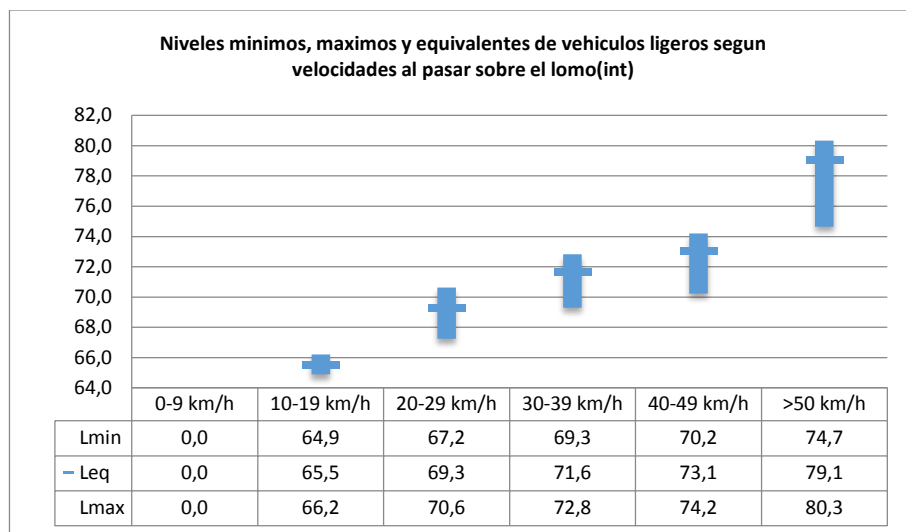 Niveles minimos, maximos y equivalentes de vehiculos ligeros segun
velocidades al pasar sobre el lomo(int)
82,0
80,0
78,0
76,0
74,0
72,0
70,0
68,0
66,0
64,0
0-9 km/h 10-19 km/h 20-29 km/h 30-39 km/h 40-49 km/h >50 km/h
Lmin 0,0 64,9 67,2 69,3 70,2 74,7
Leq 0,0 65,5 69,3 71,6 73,1 79,1
Lmax 0,0 66,2 70,6 72,8 74,2 80,3